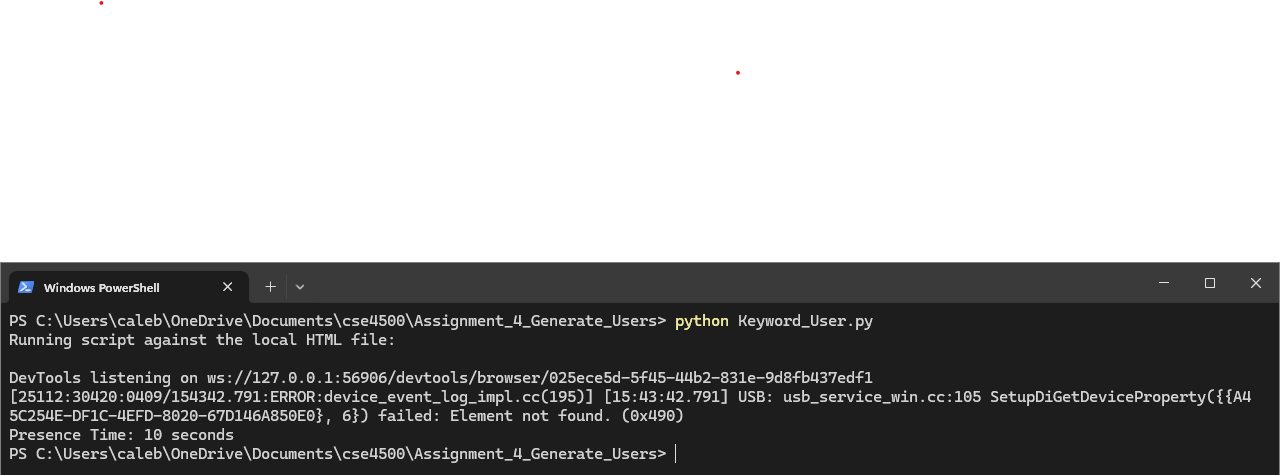 Windows PowerShell
PS C:\Users\caleb\OneDrive\Documents\cse4500\Assignment_4_Generate_Users> python Keyword_User.py
Running script against the local HTML file:
DevTools listening on ws://127.0.0.1:56906/devtools/browser/025ece5d-5f45-44b2-831e-9d8fb437edf1
[25112:30420:0409/154342.791:ERROR:device_event_log_impl.cc(195)] [15:43:42.791] USB: usb_service_win.cc:105 SetupDiGetDeviceProperty({{A4
5C254E-DF1C-4EFD-8020-67D146A850E0}, 6}) failed: Element not found. (0x490)
Presence Time: 10 seconds
PS C:\Users\caleb\OneDrive\Documents\cse4500\Assignment_4_Generate_Users>